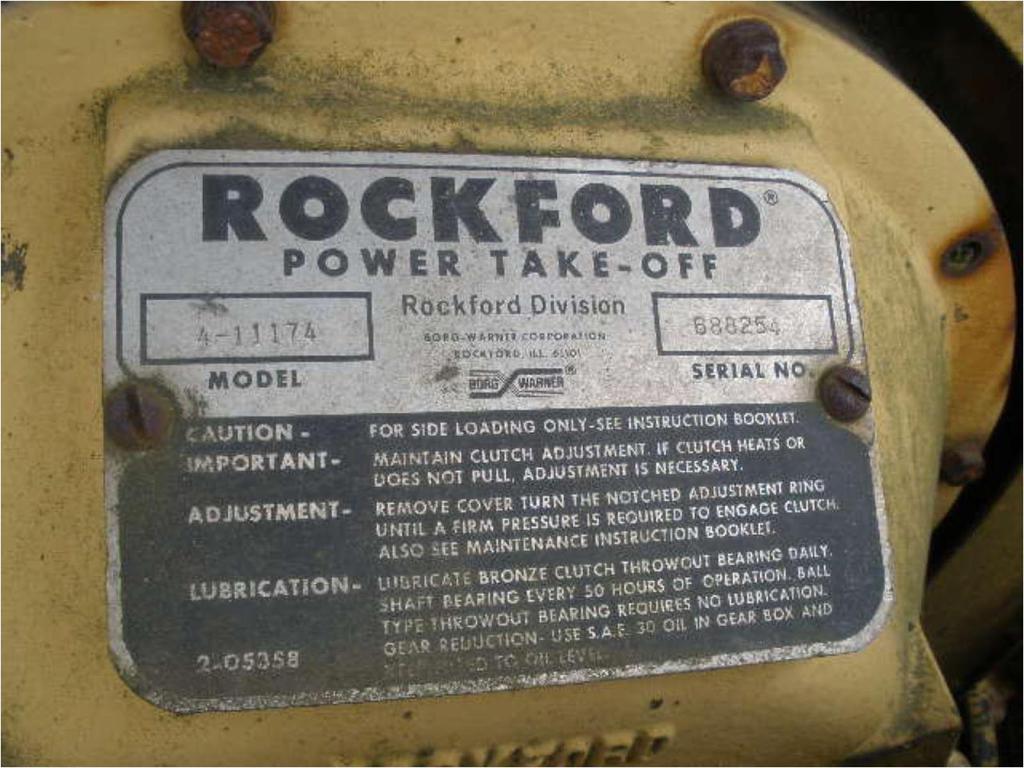 ROCKFORD®
POWER TAKE-OFF
4-11174
Rockford Division
688254
BORG-WARNER CORPORATION
ROCKFORD, ILL. 61101
MODEL
BORG WARNER®
SERIAL NO.
CAUTION - FOR SIDE LOADING ONLY-SEE INSTRUCTION BOOKLET.
IMPORTANT- MAINTAIN CLUTCH ADJUSTMENT. IF CLUTCH HEATS OR
DOES NOT PULL, ADJUSTMENT IS NECESSARY.
ADJUSTMENT- REMOVE COVER TURN THE NOTCHED ADJUSTMENT RING
UNTIL A FIRM PRESSURE IS REQUIRED TO ENGAGE CLUTCH.
ALSO SEE MAINTENANCE INSTRUCTION BOOKLET.
LUBRICATION- LUBRICATE BRONZE CLUTCH THROWOUT BEARING DAILY.
SHAFT BEARING EVERY 50 HOURS OF OPERATION. BALL
TYPE THROWOUT BEARING REQUIRES NO LUBRICATION.
GEAR REDUCTION- USE S.A.E. 30 OIL IN GEAR BOX AND
TO OIL LEVEL.
2-05358